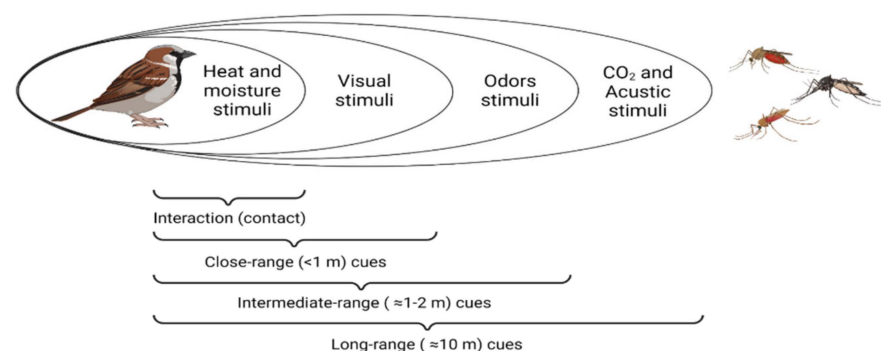 Heat and
moisture
stimuli
Visual
stimuli
Odors
stimuli
CO₂ and
Acustic
stimuli
Interaction (contact)
Close-range (<1 m) cues
Intermediate-range ( ≈1-2 m) cues
Long-range ( ≈10 m) cues